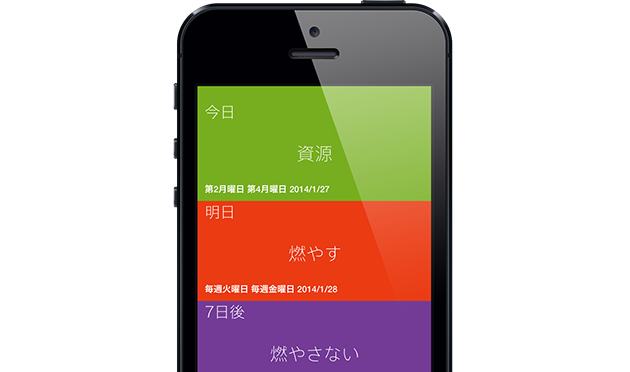 今日
資源
第2月曜日 第4月曜日 2014/1/27
明日
燃やす
毎週火曜日 毎週金曜日 2014/1/28
7日後
燃やさない